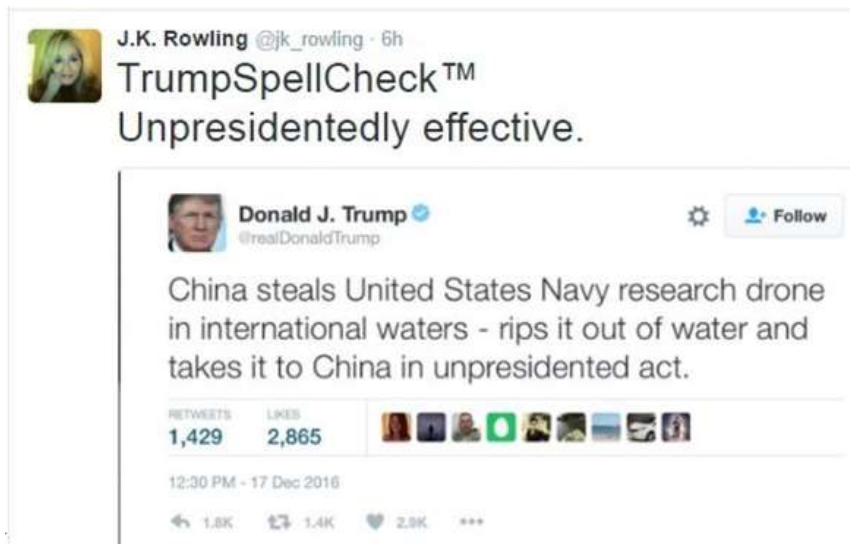 J.K. Rowling @jk_rowling · 6h
TrumpSpellCheck™
Unpresidentedly effective.
Donald J. Trump
@realDonaldTrump
Follow
China steals United States Navy research drone
in international waters - rips it out of water and
takes it to China in unpresidented act.
RETWEETS LIKES
1,429 2,865
12:30 PM - 17 Dec 2016
1.8K 1.4K 2.9K